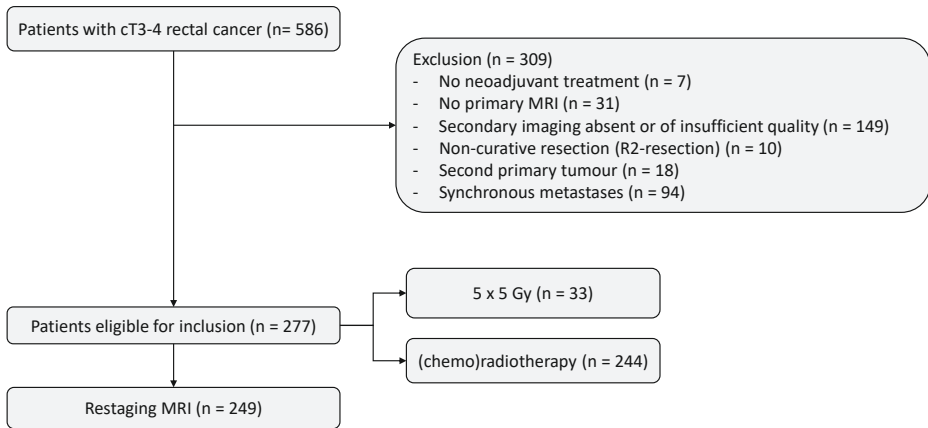 Patients with cT3-4 rectal cancer (n= 586)
Exclusion (n = 309)
- No neoadjuvant treatment (n = 7)
- No primary MRI (n = 31)
- Secondary imaging absent or of insufficient quality (n = 149)
- Non-curative resection (R2-resection) (n = 10)
- Second primary tumour (n = 18)
- Synchronous metastases (n = 94)
5 x 5 Gy (n = 33)
Patients eligible for inclusion (n = 277)
(chemo)radiotherapy (n = 244)
Restaging MRI (n = 249)